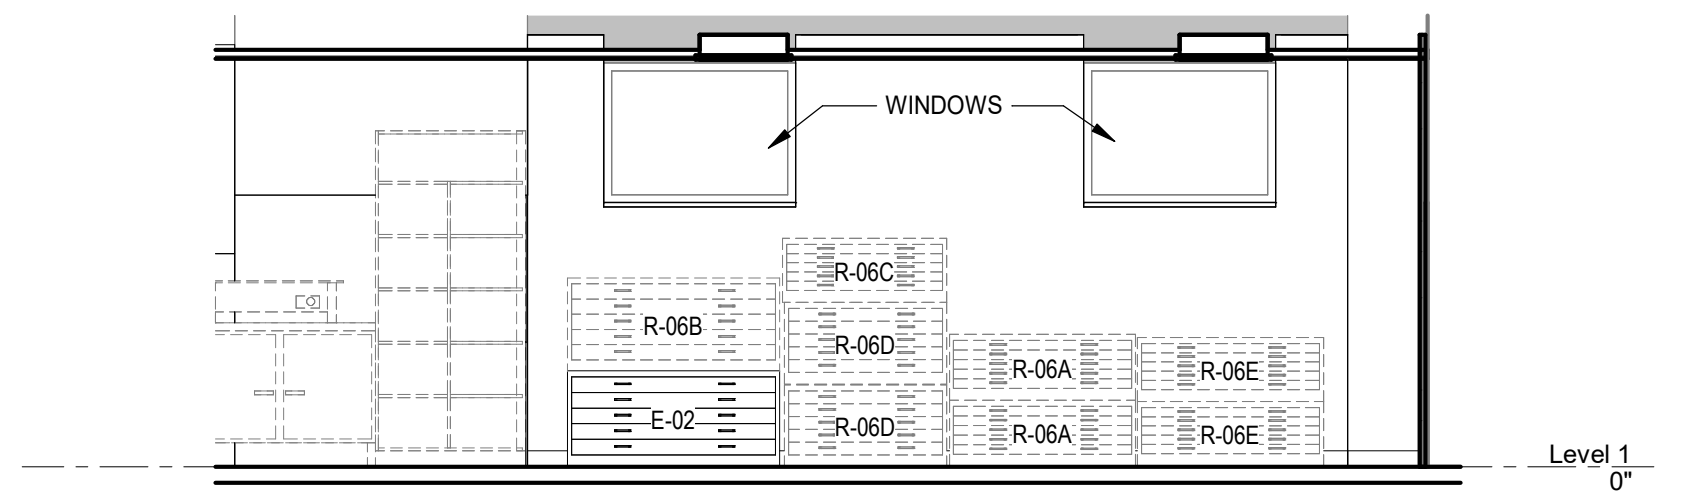 WINDOWS
R-06C
R-06B
R-06D
R-06A
R-06E
E-02
R-06D
R-06A
R-06E
Level 1
0"